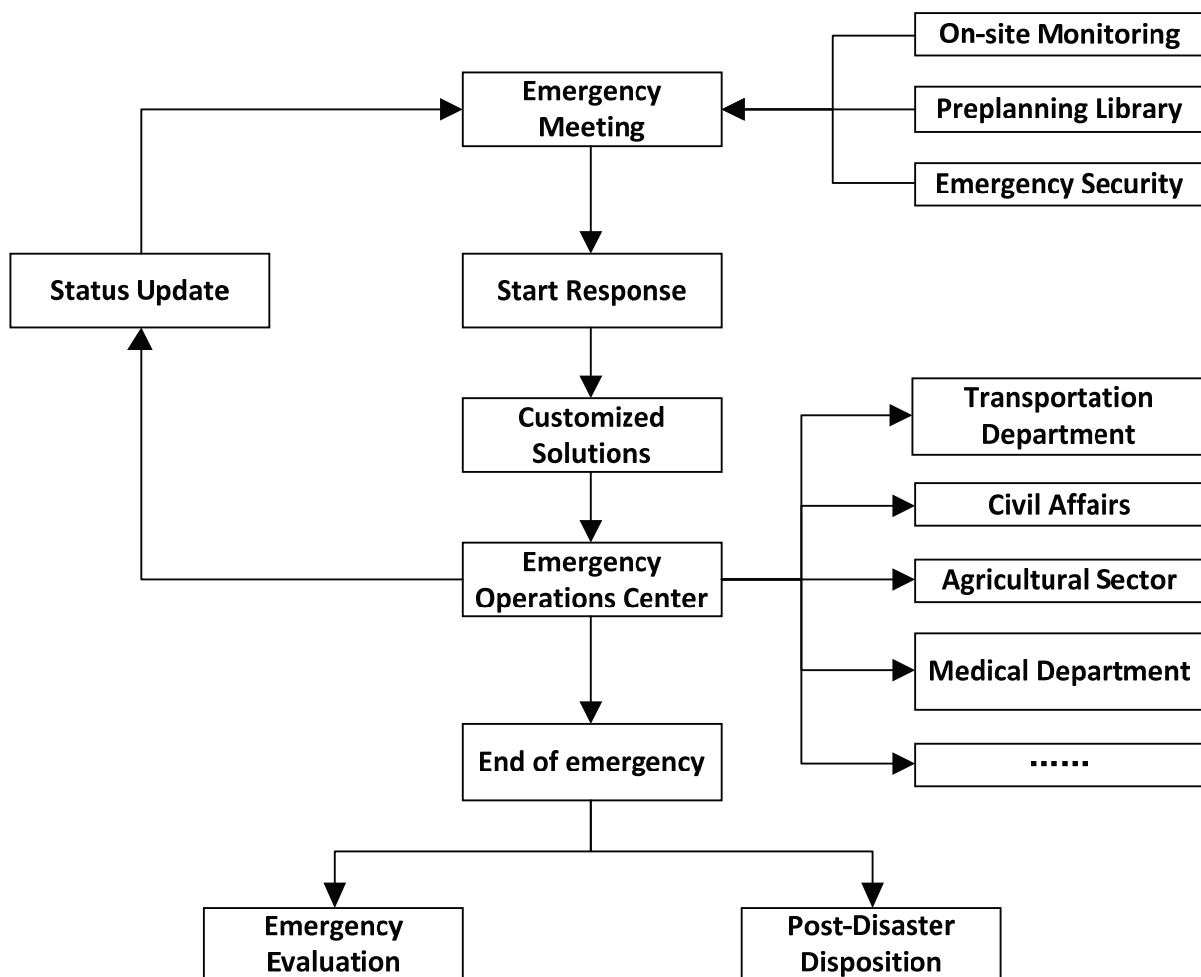 On-site Monitoring
Emergency
Meeting
Preplanning Library
Emergency Security
Status Update
Start Response
Customized
Solutions
Transportation
Department
Civil Affairs
Emergency
Operations Center
Agricultural Sector
Medical Department
End of emergency
······
Emergency
Evaluation
Post-Disaster
Disposition